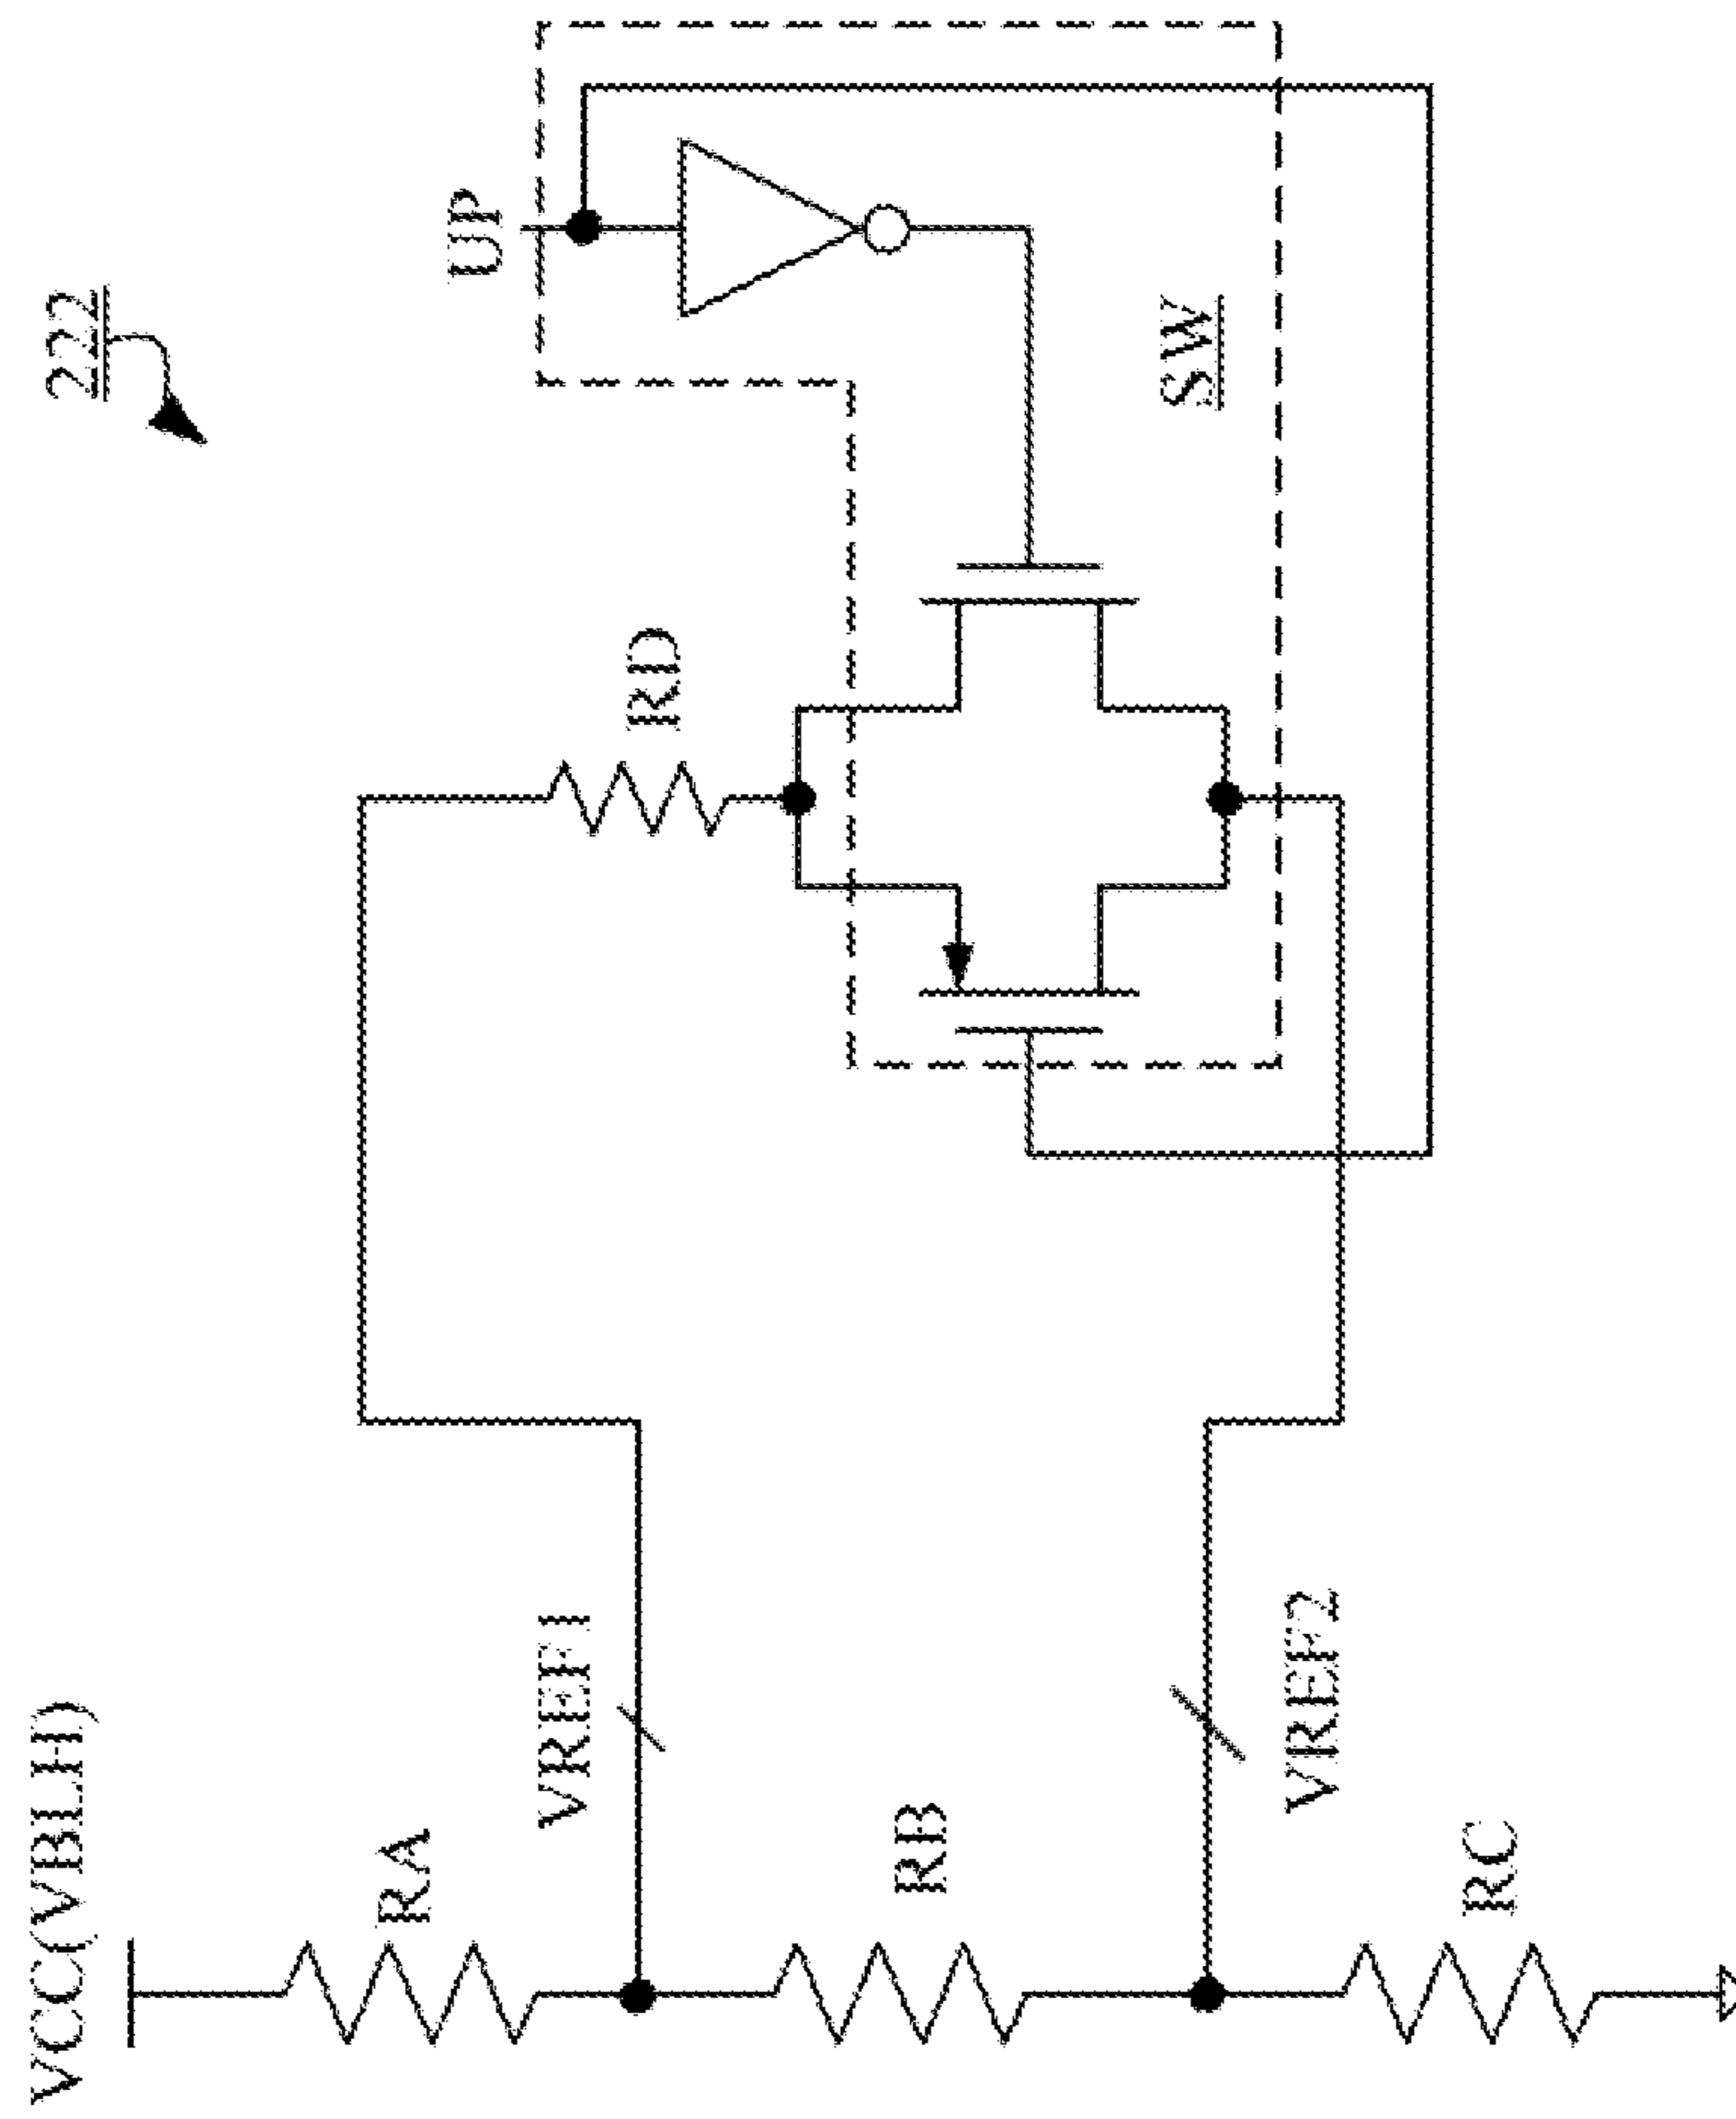 222
VCC(VBLH)
RA
VREF1
RB
VREF2
RC
RD
UP
SW